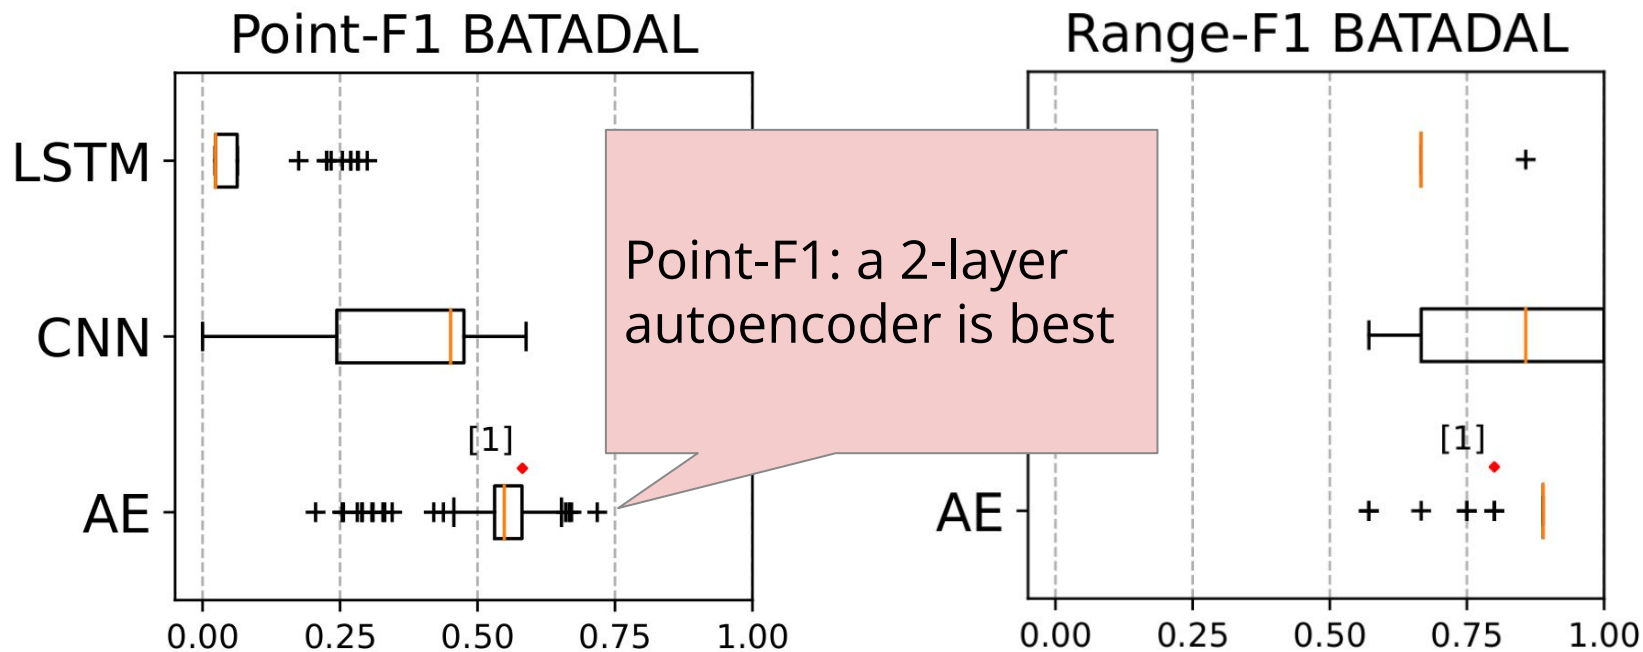 Point-F1 BATADAL
LSTM
CNN
[1]
AE
0.00 0.25 0.50 0.75 1.00
Point-F1: a 2-layer
autoencoder is best
Range-F1 BATADAL
[1]
AE
0.00 0.25 0.50 0.75 1.00